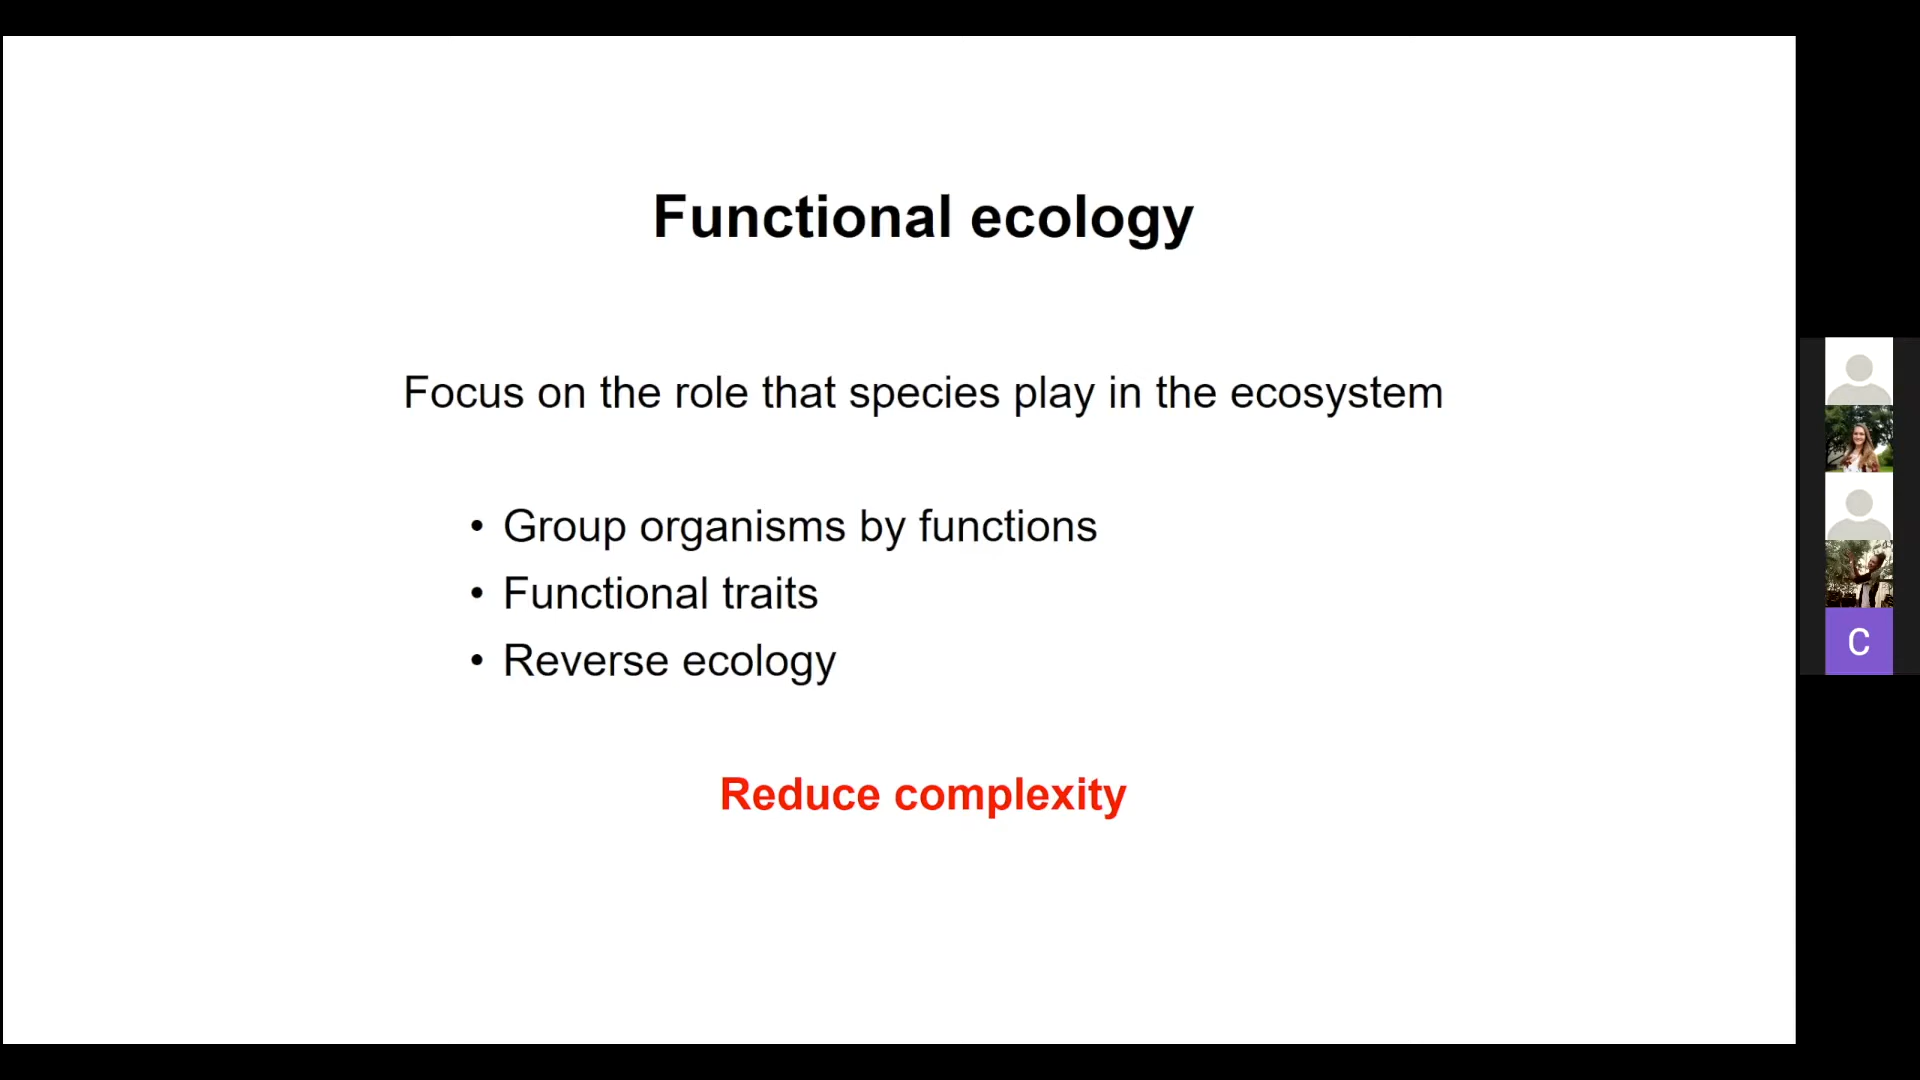 Functional ecology
Focus on the role that species play in the ecosystem
• Group organisms by functions
• Functional traits
• Reverse ecology
Reduce complexity
C